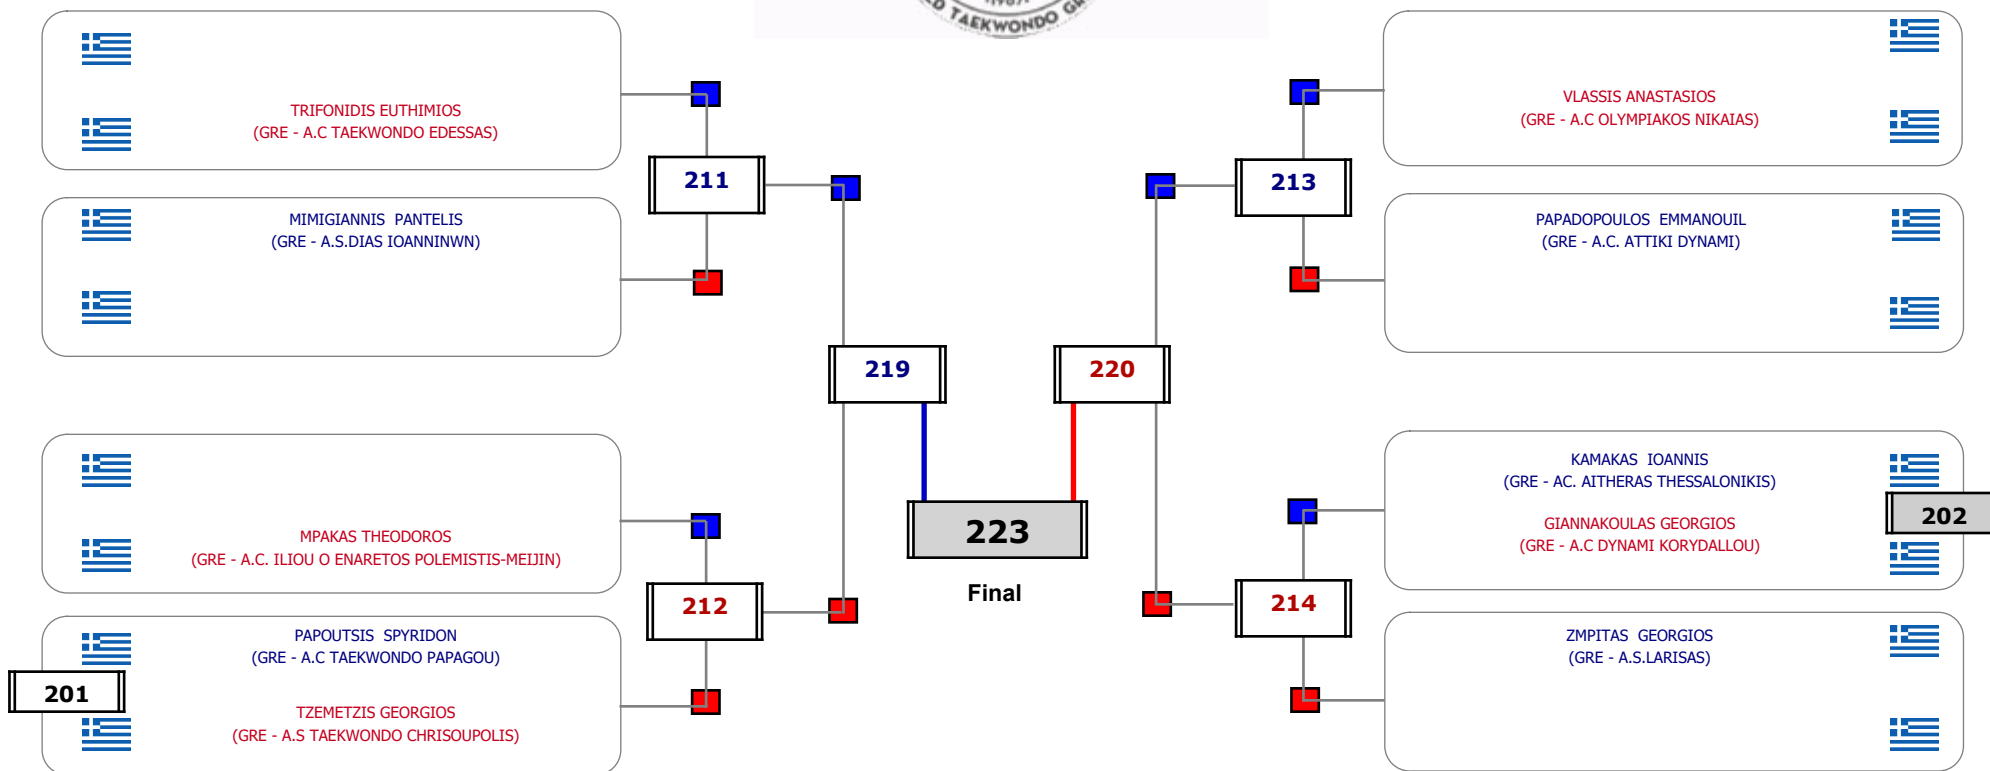 TAEKWONDO
TRIFONIDIS EUTHIMIOS
(GRE - A.C TAEKWONDO EDESSAS)
MIMIGIANNIS PANTELIS
(GRE - A.S.DIAS IOANNINWN)
211
219
MPAKAS THEODOROS
(GRE - A.C. ILIOU O ENARETOS POLEMISTIS-MEIJIN)
212
PAPOUTSIS SPYRIDON
(GRE - A.C TAEKWONDO PAPAGOU)
201
TZEMETZIS GEORGIOS
(GRE - A.S TAEKWONDO CHRISOUPOLIS)
223
Final
VLASSIS ANASTASIOS
(GRE - A.C OLYMPIAKOS NIKAIAS)
213
PAPADOPOULOS EMMANOUIL
(GRE - A.C. ATTIKI DYNAMI)
220
KAMAKAS IOANNIS
(GRE - AC. AITHERAS THESSALONIKIS)
202
GIANNAKOULAS GEORGIOS
(GRE - A.C DYNAMI KORYDALLOU)
214
ZMPITAS GEORGIOS
(GRE - A.S.LARISAS)